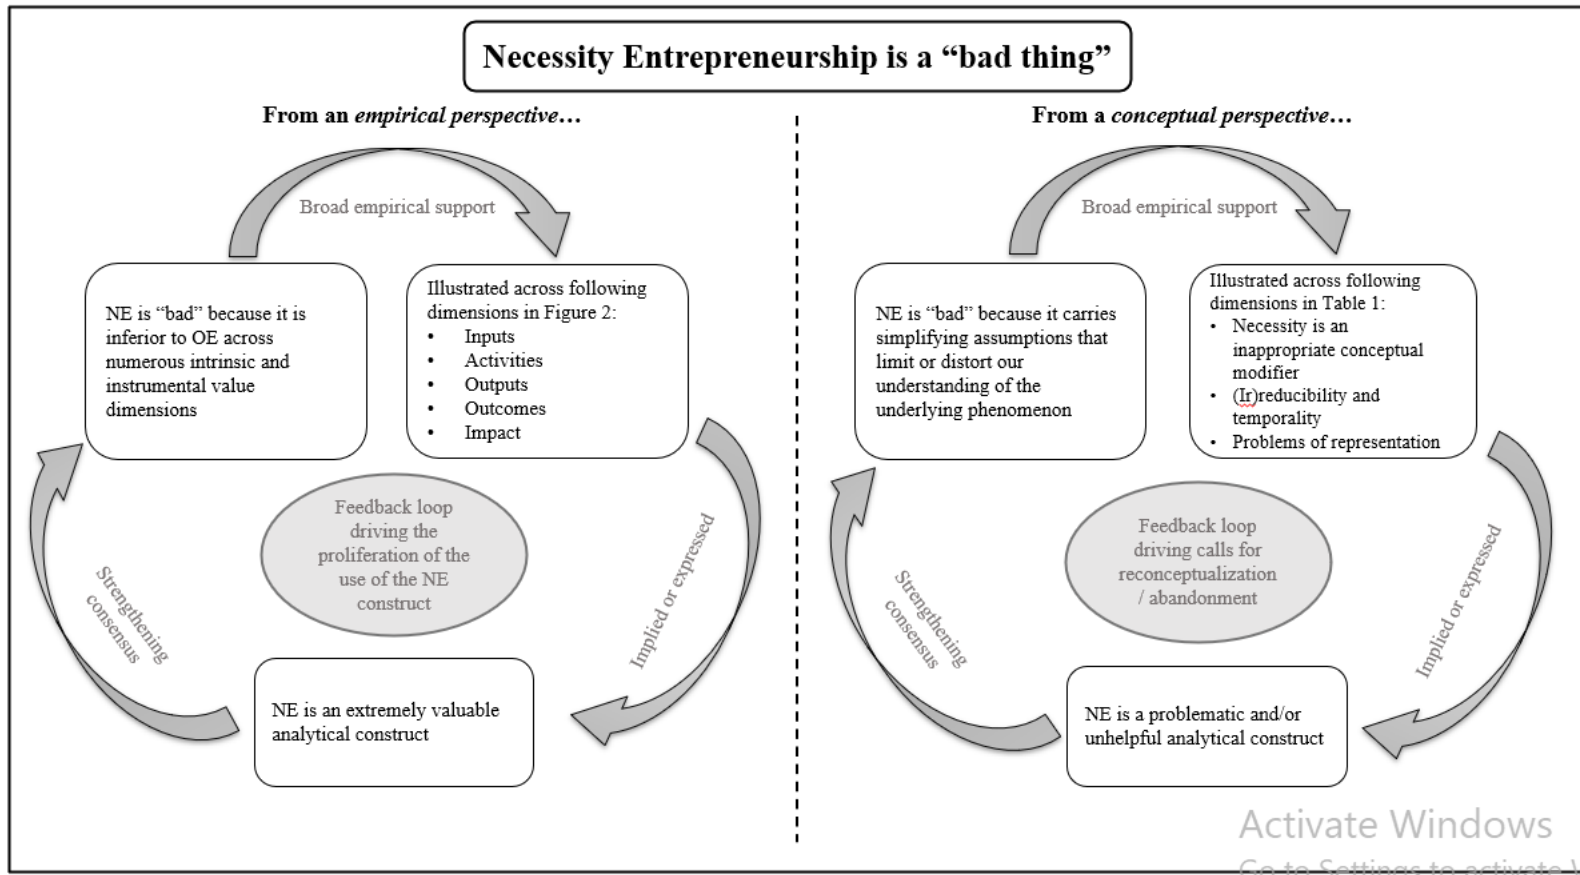 Necessity Entrepreneurship is a “bad thing”
From an empirical perspective…
Broad empirical support
NE is “bad” because it is
inferior to OE across
numerous intrinsic and
instrumental value
dimensions
Illustrated across following
dimensions in Figure 2:
• Inputs
• Activities
• Outputs
• Outcomes
• Impact
Feedback loop
driving the
proliferation of the
use of the NE
construct
Implied or expressed
NE is an extremely valuable
analytical construct
Strengthening
consensus
From a conceptual perspective…
Broad empirical support
NE is “bad” because it carries
simplifying assumptions that
limit or distort our
understanding of the
underlying phenomenon
Illustrated across following
dimensions in Table 1:
• Necessity is an
inappropriate conceptual
modifier
• (Ir)reducibility and
temporality
• Problems of representation
Feedback loop
driving calls for
reconceptualization
/ abandonment
Implied or expressed
NE is a problematic and/or
unhelpful analytical construct
Strengthening
consensus
Activate Windows
Go to Settings to activate